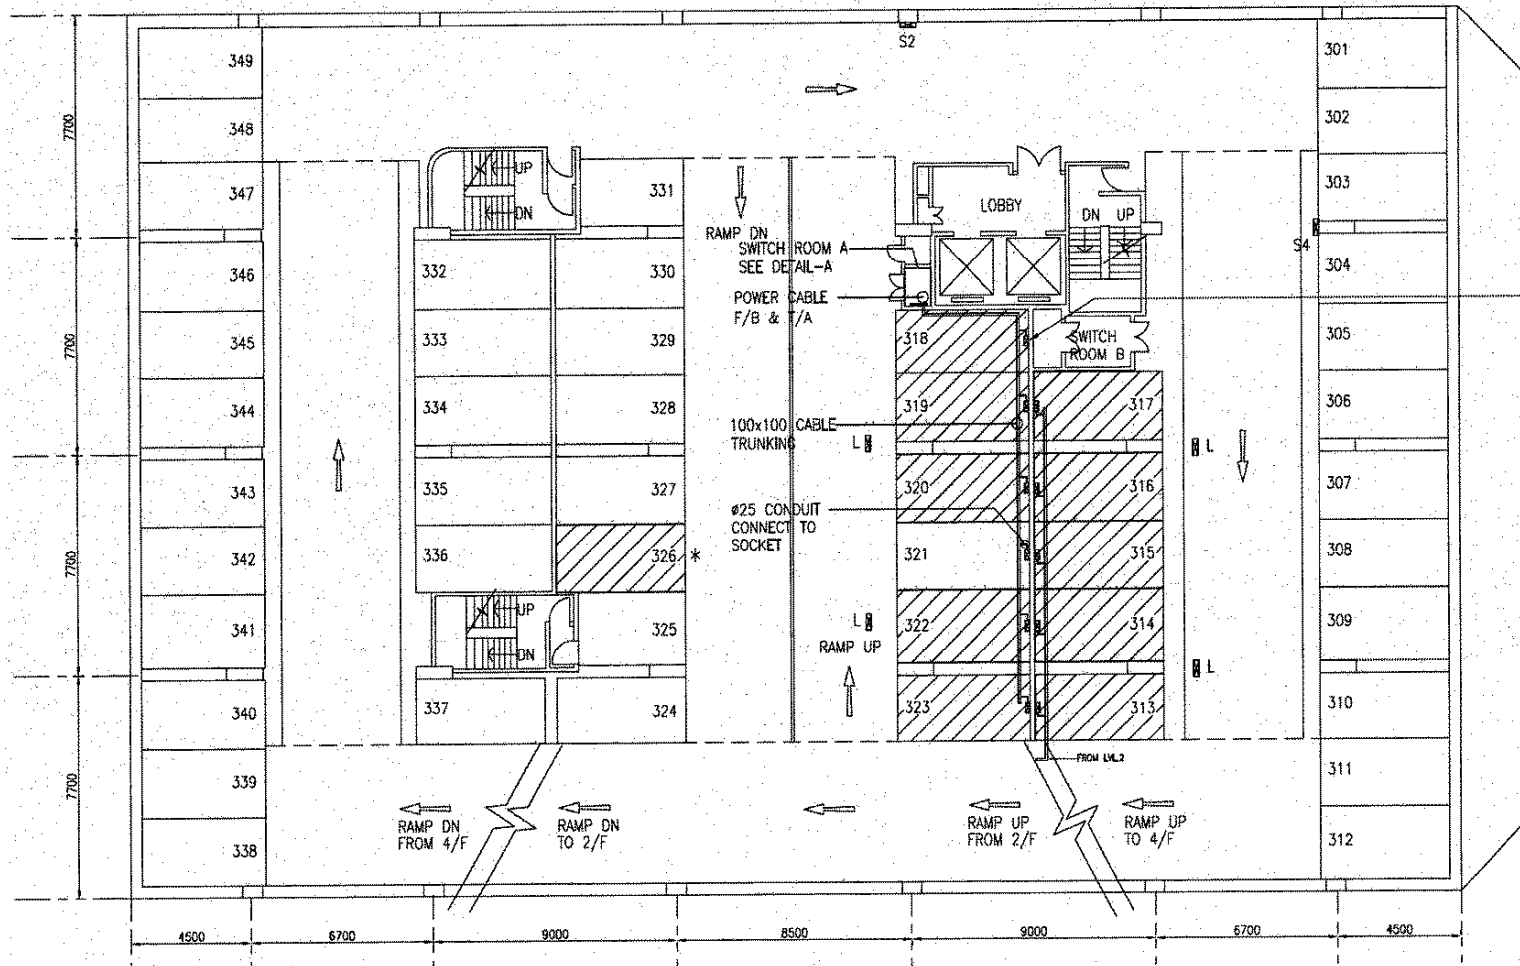 S2
349
301
348
302
347
331
303
UP
DN
LOBBY
DN UP
RAMP DN
SWITCH ROOM A
SEE DETAIL-A
S4
346
332
330
304
POWER CABLE
F/B & T/A
345
333
329
318
SWITCH
ROOM B
305
344
334
328
319
317
306
100x100 CABLE
TRUNKING
L
L
343
335
327
320
316
307
ø25 CONDUIT
CONNECT TO
SOCKET
342
336
326 *
321
315
308
341
UP
DN
325
L
322
314
309
RAMP UP
L
340
337
324
323
313
310
FROM LVL.2
339
311
RAMP DN
FROM 4/F
RAMP DN
TO 2/F
RAMP UP
FROM 2/F
RAMP UP
TO 4/F
338
312
7700
7700
7700
7700
4500
6700
9000
8500
9000
6700
4500